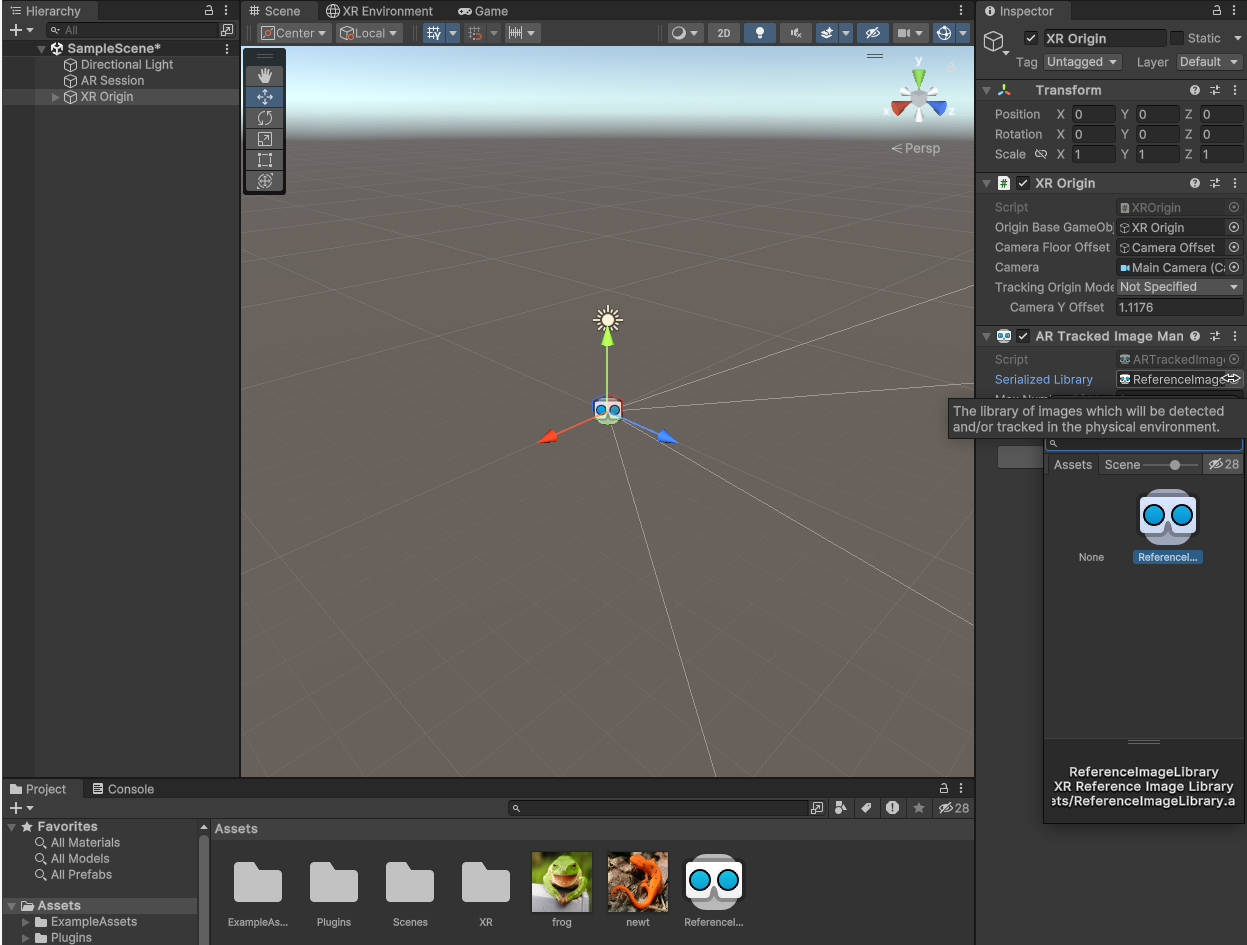 Hierarchy
All
SampleScene*
Directional Light
AR Session
XR Origin
Scene
XR Environment
Game
Center
Local
2D
y
x
z
Persp
Inspector
XR Origin
Static
Tag
Untagged
Layer
Default
Transform
Position X 0 Y 0 Z 0
Rotation X 0 Y 0 Z 0
Scale X 1 Y 1 Z 1
XR Origin
Script
XROrigin
Origin Base GameObj
XR Origin
Camera Floor Offset
Camera Offset
Camera
Main Camera (Ca
Tracking Origin Mode
Not Specified
Camera Y Offset
1.1176
AR Tracked Image Man
Script
ARTrackedImag
Serialized Library
ReferenceImage
The library of images which will be detected
and/or tracked in the physical environment.
Assets
Scene
28
None
ReferenceI...
ReferenceImageLibrary
XR Reference Image Library
ets/ReferenceImageLibrary.a
Project
Console
28
Favorites
All Materials
All Models
All Prefabs
Assets
ExampleAssets
Plugins
Assets
ExampleAs...
Plugins
Scenes
XR
frog
newt
ReferenceI...